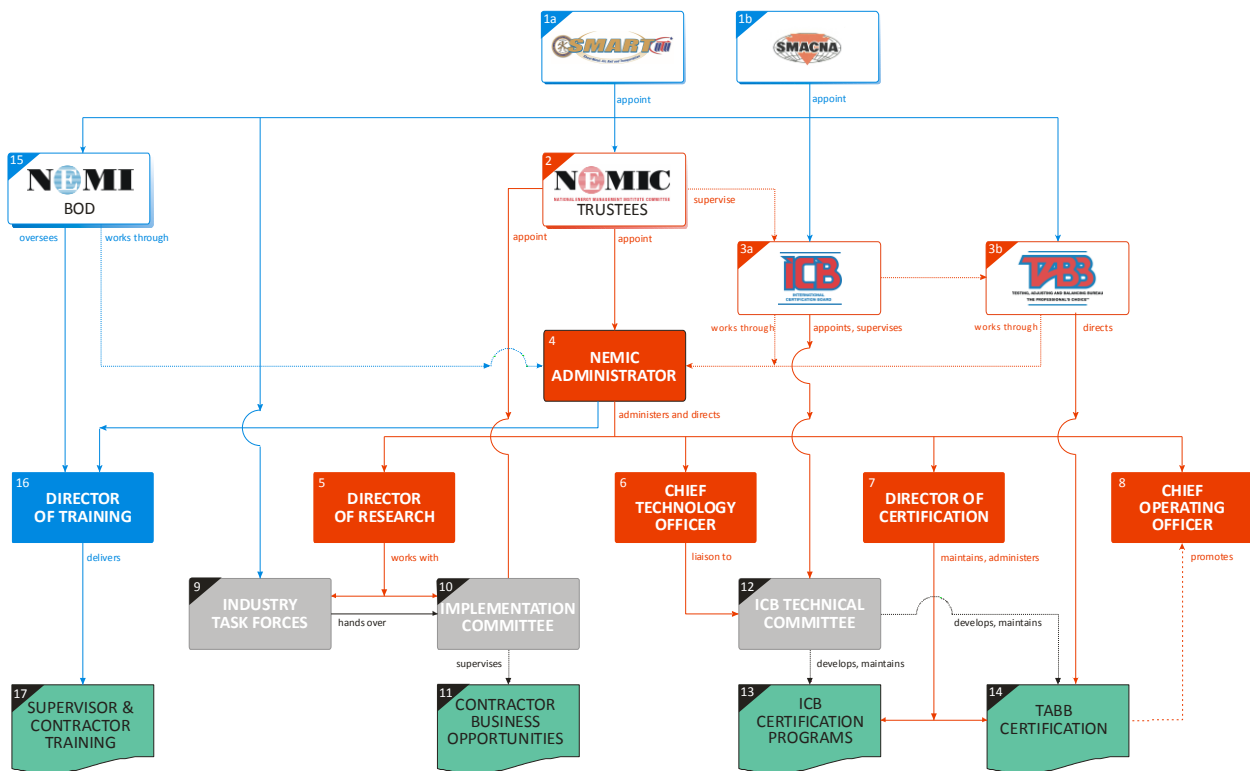 1a
SMART
1b
SMACNA
appoint
appoint
15
NEMI
BOD
2
NEMIC
NATIONAL ENERGY MANAGEMENT INSTITUTE COMMITTEE
TRUSTEES
supervise
oversees
works through
appoint
appoint
3a
ICB
INTERNATIONAL
CERTIFICATION BOARD
3b
TABB
TESTING, ADJUSTING AND BALANCING BUREAU
THE PROFESSIONAL'S CHOICE™
works through
appoints, supervises
works through
directs
4
NEMIC
ADMINISTRATOR
administers and directs
16
DIRECTOR
OF TRAINING
5
DIRECTOR
OF RESEARCH
6
CHIEF
TECHNOLOGY
OFFICER
7
DIRECTOR OF
CERTIFICATION
8
CHIEF
OPERATING
OFFICER
delivers
works with
liaison to
maintains, administers
promotes
9
INDUSTRY
TASK FORCES
hands over
10
IMPLEMENTATION
COMMITTEE
12
ICB TECHNICAL
COMMITTEE
develops, maintains
supervises
develops, maintains
17
SUPERVISOR &
CONTRACTOR
TRAINING
11
CONTRACTOR
BUSINESS
OPPORTUNITIES
13
ICB
CERTIFICATION
PROGRAMS
14
TABB
CERTIFICATION